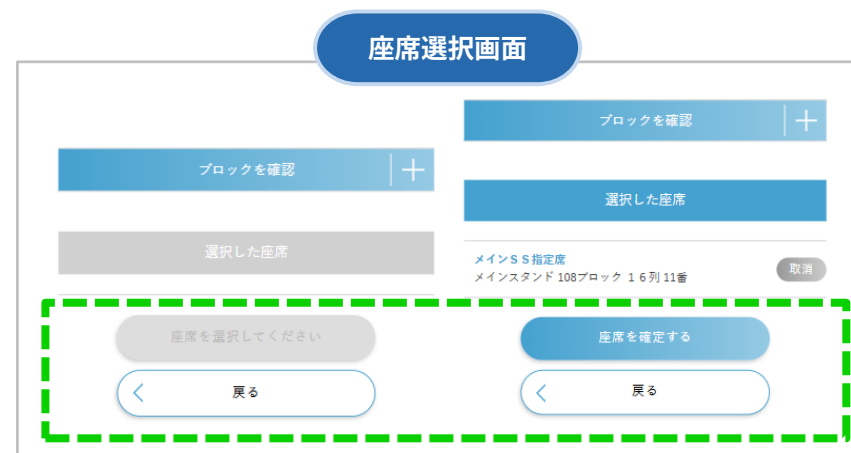 座席選択画面
ブロックを確認
選択した座席
座席を選択してください
戻る
ブロックを確認
選択した座席
メインSS指定席
メインスタンド 108ブロック 16列 11番
取消
座席を確定する
戻る